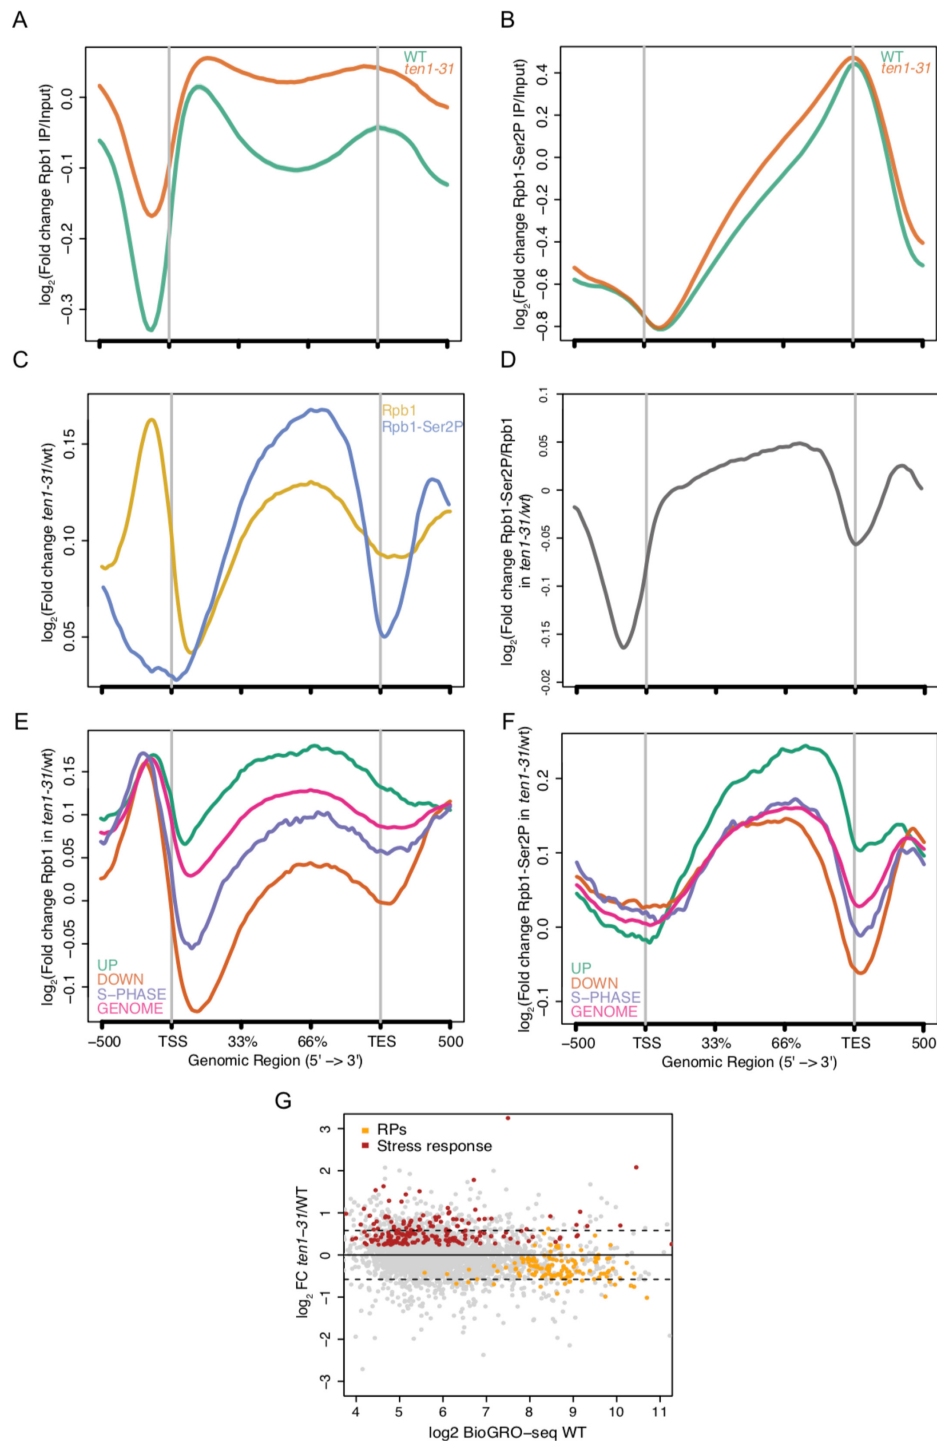 A
WT
ten1-31
0.0
−0.1
−0.2
−0.3
log2(Fold change Rpb1 IP/Input)
B
WT
ten1-31
0.4
0.2
0.0
−0.2
−0.4
−0.6
−0.8
log2(Fold change Rpb1-Ser2P IP/Input)
C
Rpb1
Rpb1-Ser2P
0.15
0.10
0.05
log2(Fold change ten1-31/wt)
D
0.1
0.05
0
-0.05
-0.1
-0.15
-0.02
log2(Fold change Rpb1-Ser2P/Rpb1
in ten1-31/wt)
E
0.15
0.1
0.05
0.0
−0.05
−0.1
log2(Fold change Rpb1 in ten1-31/wt)
UP
DOWN
S−PHASE
GENOME
−500 TSS 33% 66% TES 500
Genomic Region (5' −> 3')
F
0.2
0.1
0.0
−0.1
log2(Fold change Rpb1-Ser2P in ten1-31/wt)
UP
DOWN
S−PHASE
GENOME
−500 TSS 33% 66% TES 500
Genomic Region (5' −> 3')
G
RPs
Stress response
3
2
1
0
−1
−2
−3
log2 FC ten1−31/WT
4 5 6 7 8 9 10 11
log2 BioGRO−seq WT